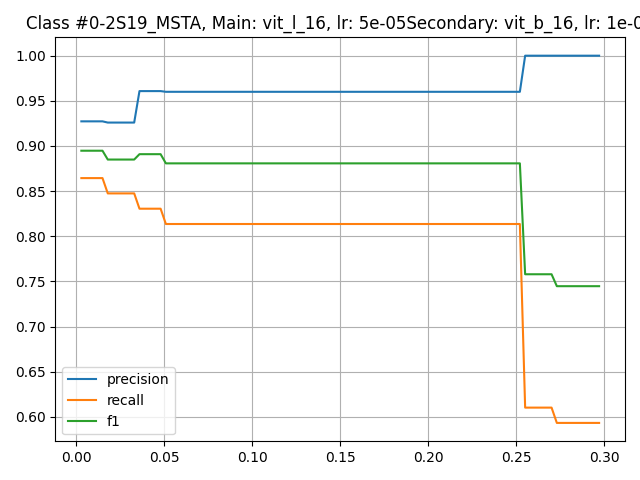 Class #0-2S19_MSTA, Main: vit_l_16, lr: 5e-05Secondary: vit_b_16, lr: 1e-0
1.00
0.95
0.90
0.85
0.80
0.75
0.70
0.65
0.60
precision
recall
f1
0.00 0.05 0.10 0.15 0.20 0.25 0.30